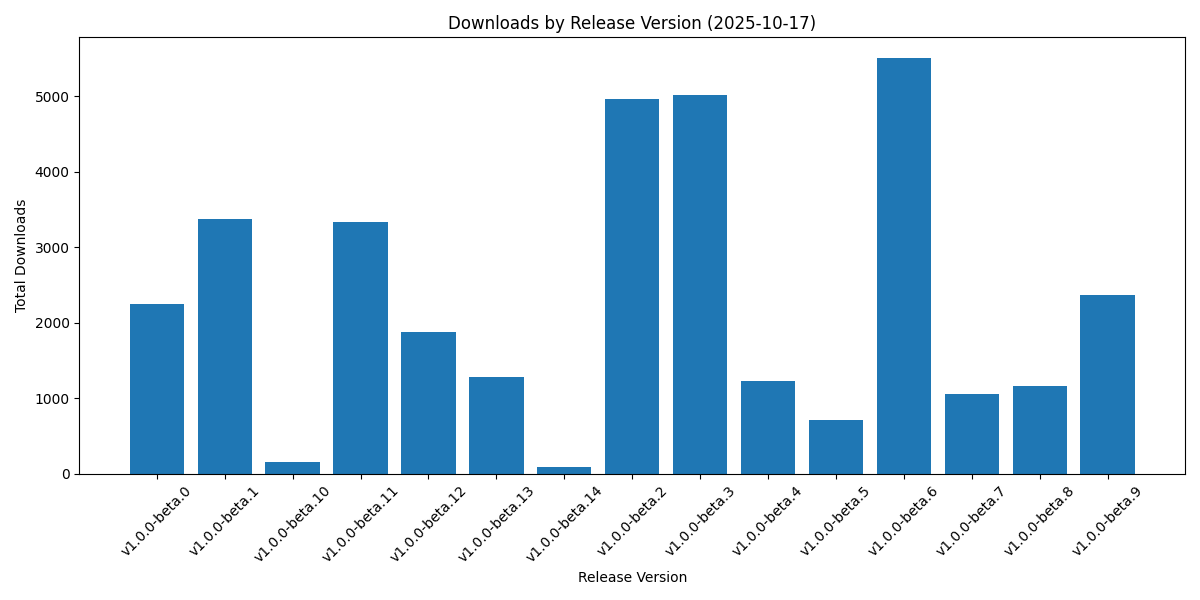 Downloads by Release Version (2025-10-17)
Total Downloads
5000
4000
3000
2000
1000
0
v1.0.0-beta.0
v1.0.0-beta.1
v1.0.0-beta.10
v1.0.0-beta.11
v1.0.0-beta.12
v1.0.0-beta.13
v1.0.0-beta.14
v1.0.0-beta.2
v1.0.0-beta.3
v1.0.0-beta.4
v1.0.0-beta.5
v1.0.0-beta.6
v1.0.0-beta.7
v1.0.0-beta.8
v1.0.0-beta.9
Release Version